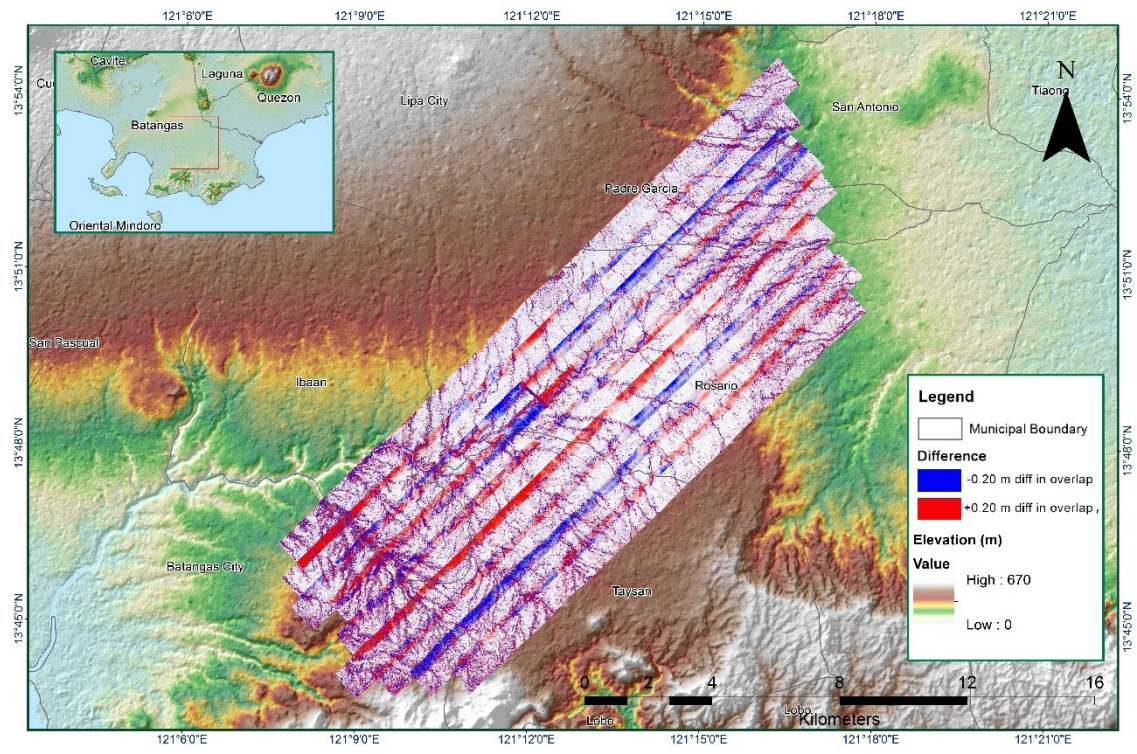 121°6'0"E 121°9'0"E 121°12'0"E 121°15'0"E 121°18'0"E 121°21'0"E
13°54'0"N
13°51'0"N
13°48'0"N
13°45'0"N
13°54'0"N
13°51'0"N
13°48'0"N
13°45'0"N
Cavite
Laguna
Quezon
Batangas
Oriental Mindoro
Lipa City
San Antonio
Tiaong
N
Padre Garcia
San Pascual
Ibaan
Rosario
Batangas City
Taysan
Lobo
Lobo
Legend
Municipal Boundary
Difference
-0.20 m diff in overlap
+0.20 m diff in overlap ,
Elevation (m)
Value
High : 670
Low : 0
0 2 4 8 12 16
Kilometers
121°6'0"E 121°9'0"E 121°12'0"E 121°15'0"E 121°18'0"E 121°21'0"E